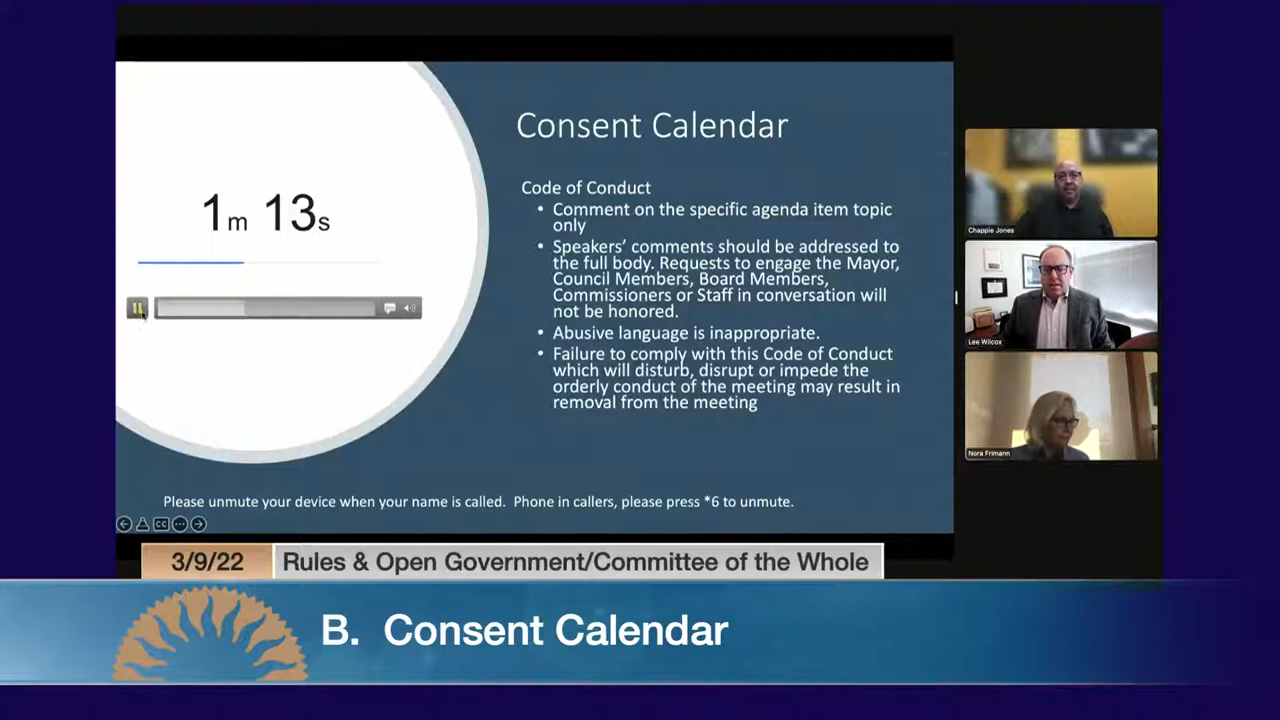 Consent Calendar
1m 13s
Code of Conduct
• Comment on the specific agenda item topic
only
• Speakers' comments should be addressed to
the full body. Requests to engage the Mayor,
Council Members, Board Members,
Commissioners or Staff in conversation will
not be honored.
• Abusive language is inappropriate.
• Failure to comply with this Code of Conduct
which will disturb, disrupt or impede the
orderly conduct of the meeting may result in
removal from the meeting
Please unmute your device when your name is called. Phone in callers, please press *6 to unmute.
CC
Chappie Jones
Lee Wilcox
Nora Frimann
3/9/22 Rules & Open Government/Committee of the Whole
B. Consent Calendar